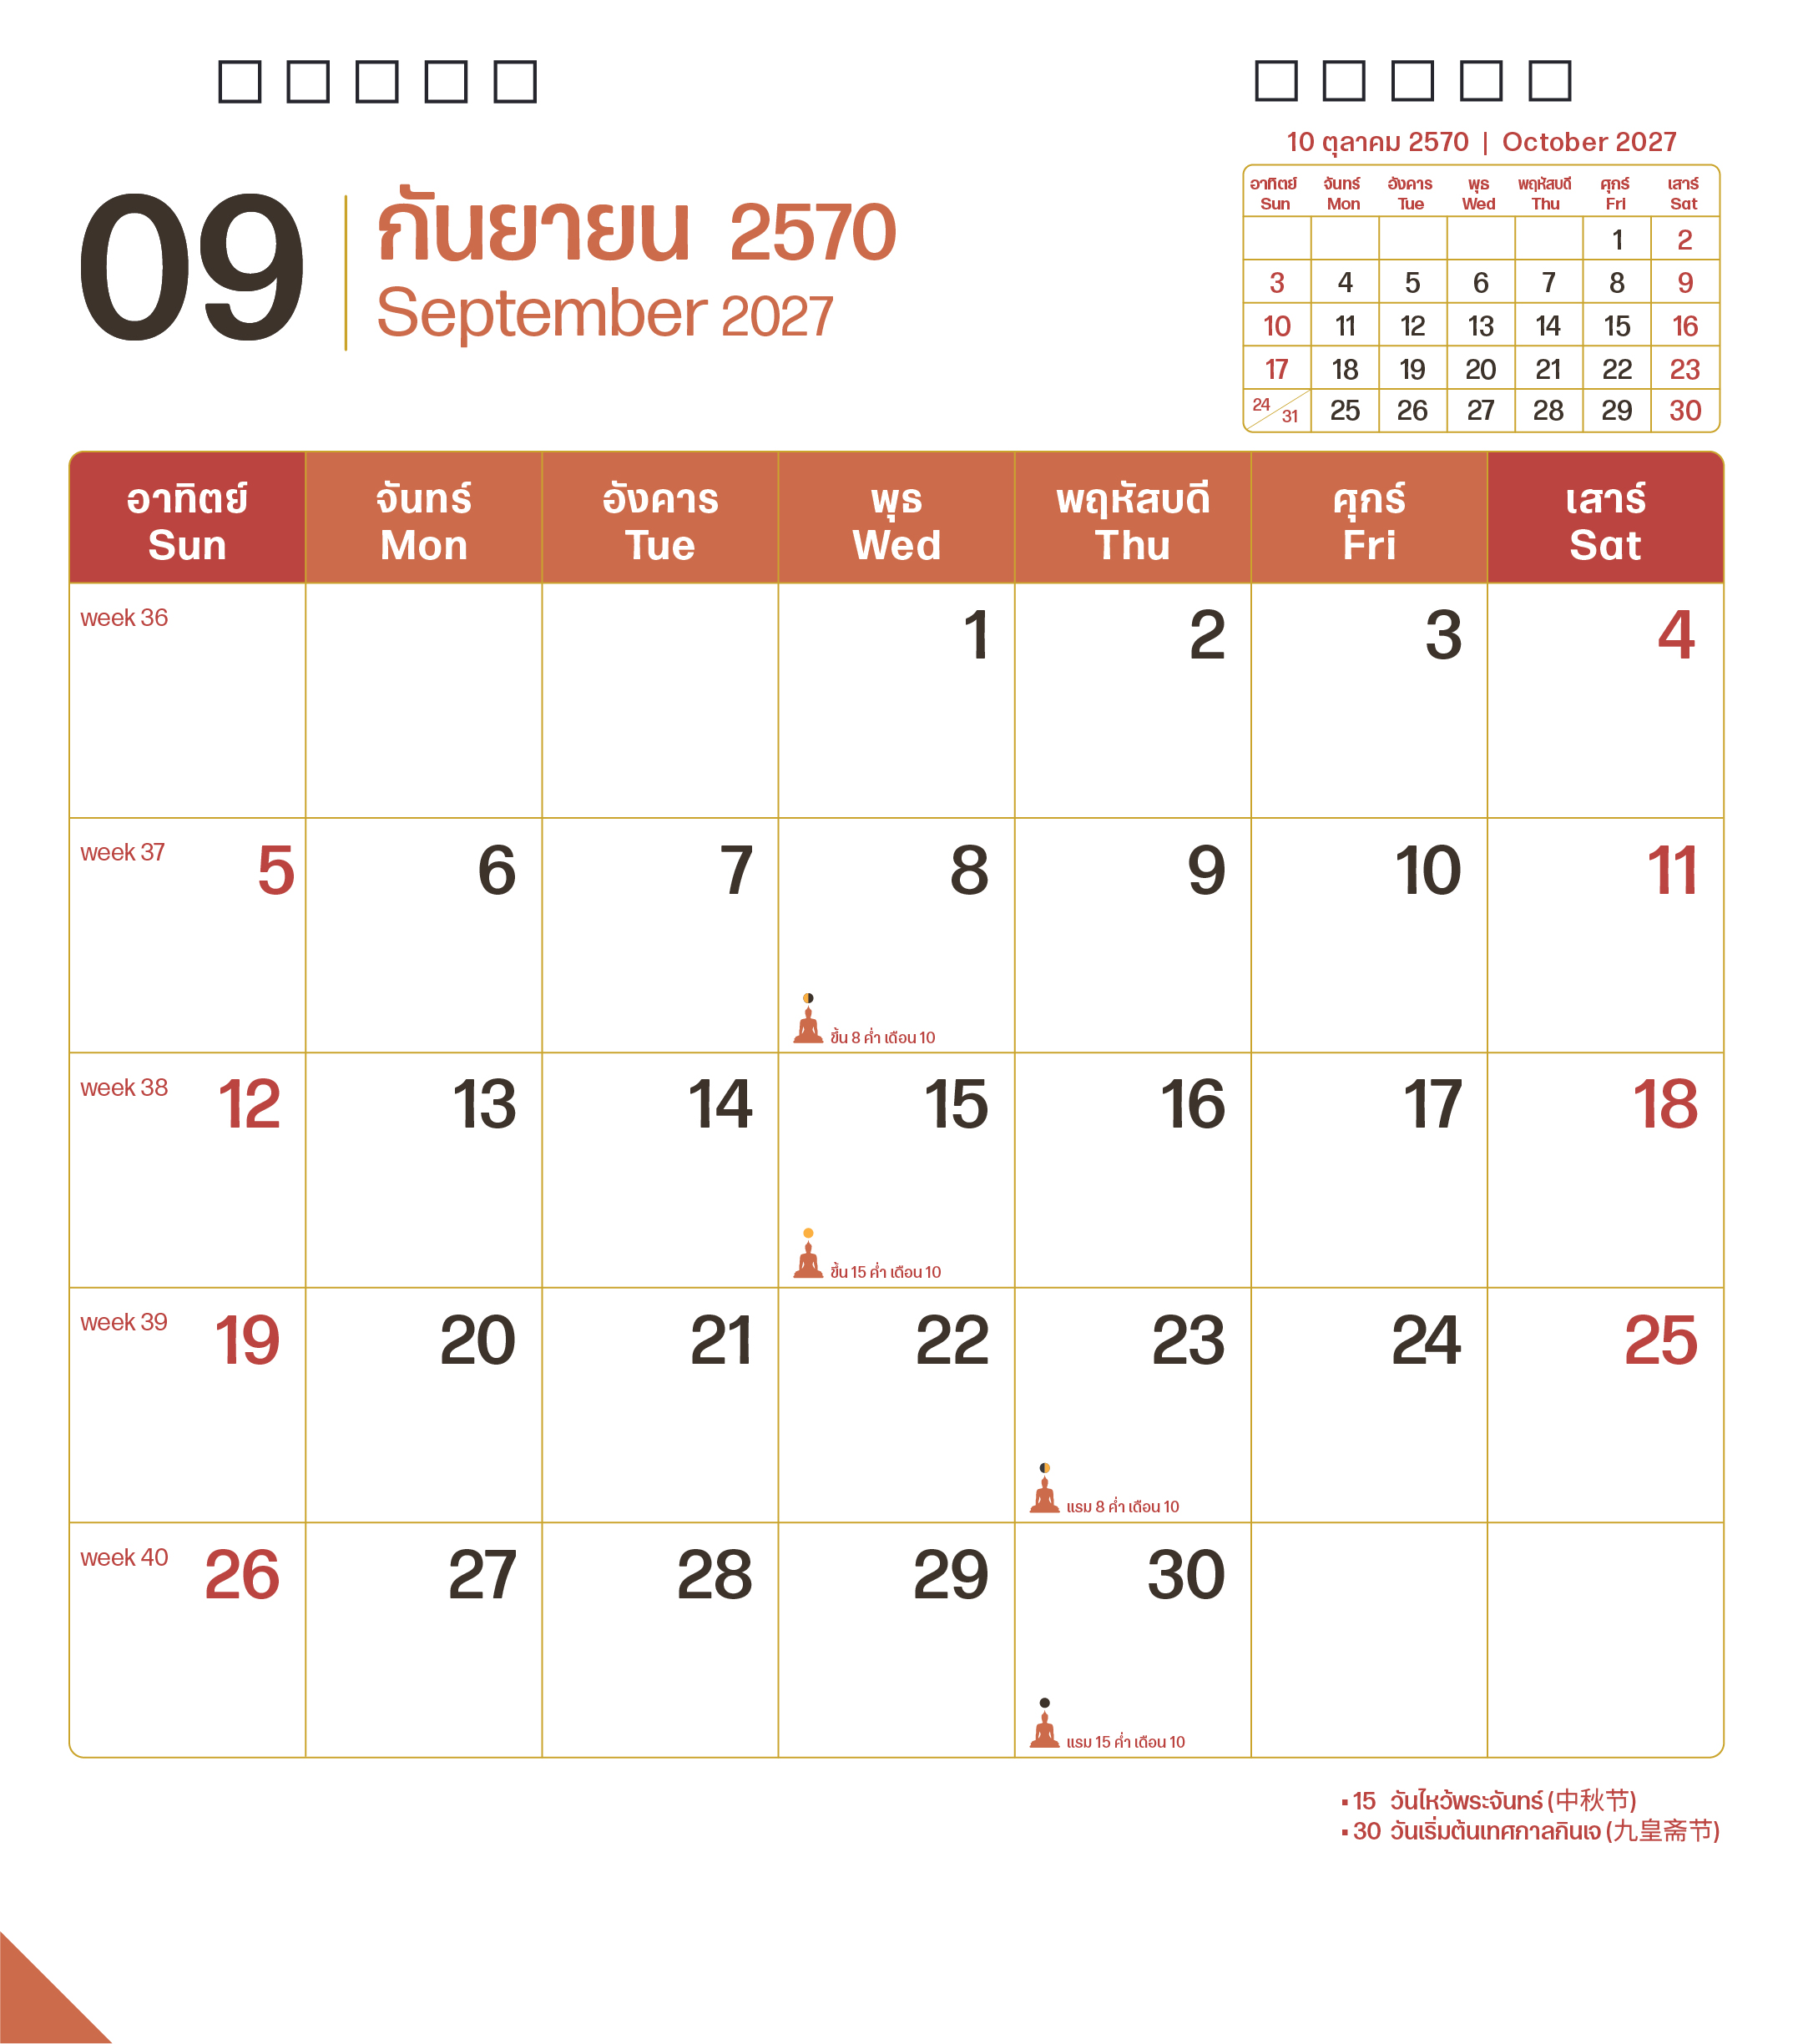 10 ตุลาคม 2570 | October 2027
09
กันยายน 2570
September 2027
อาทิตย์ จันทร์ อังคาร พุธ พฤหัสบดี ศุกร์ เสาร์
Sun Mon Tue Wed Thu Fri Sat
1 2
3 4 5 6 7 8 9
10 11 12 13 14 15 16
17 18 19 20 21 22 23
24 31 25 26 27 28 29 30
อาทิตย์ จันทร์ อังคาร พุธ พฤหัสบดี ศุกร์ เสาร์
Sun Mon Tue Wed Thu Fri Sat
week 36 1 2 3 4
week 37 5 6 7 8 9 10 11
ขึ้น 8 ค่ำ เดือน 10
week 38 12 13 14 15 16 17 18
ขึ้น 15 ค่ำ เดือน 10
week 39 19 20 21 22 23 24 25
แรม 8 ค่ำ เดือน 10
week 40 26 27 28 29 30
แรม 15 ค่ำ เดือน 10
▪ 15 วันไหว้พระจันทร์ (中秋节)
▪ 30 วันเริ่มต้นเทศกาลกินเจ (九皇斋节)